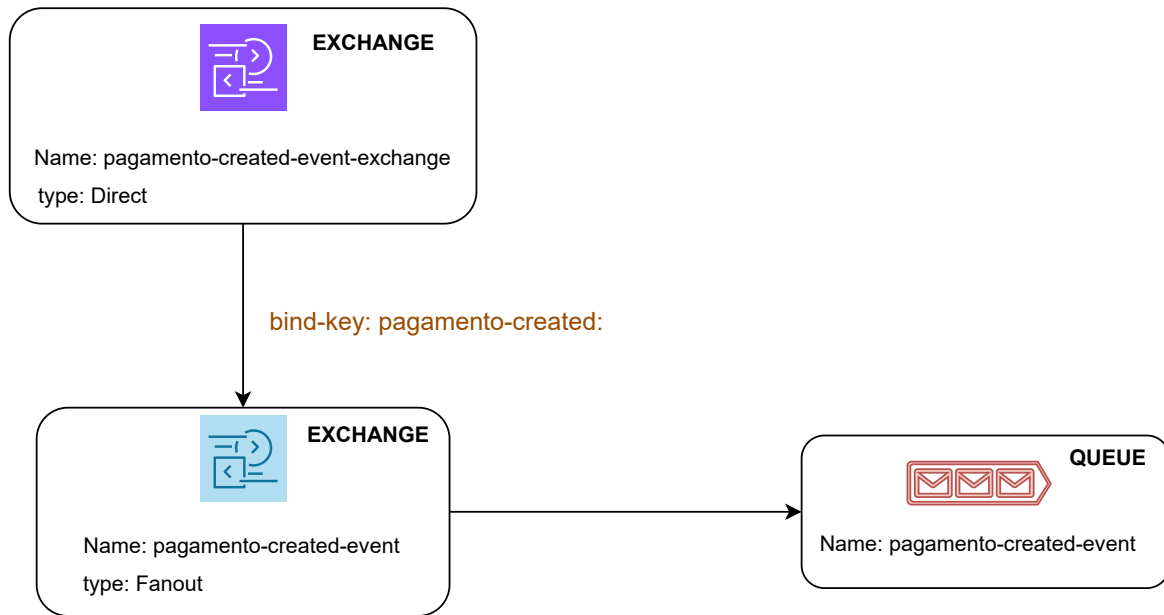 EXCHANGE
Name: pagamento-created-event-exchange
type: Direct
bind-key: pagamento-created:
EXCHANGE
Name: pagamento-created-event
type: Fanout
QUEUE
Name: pagamento-created-event